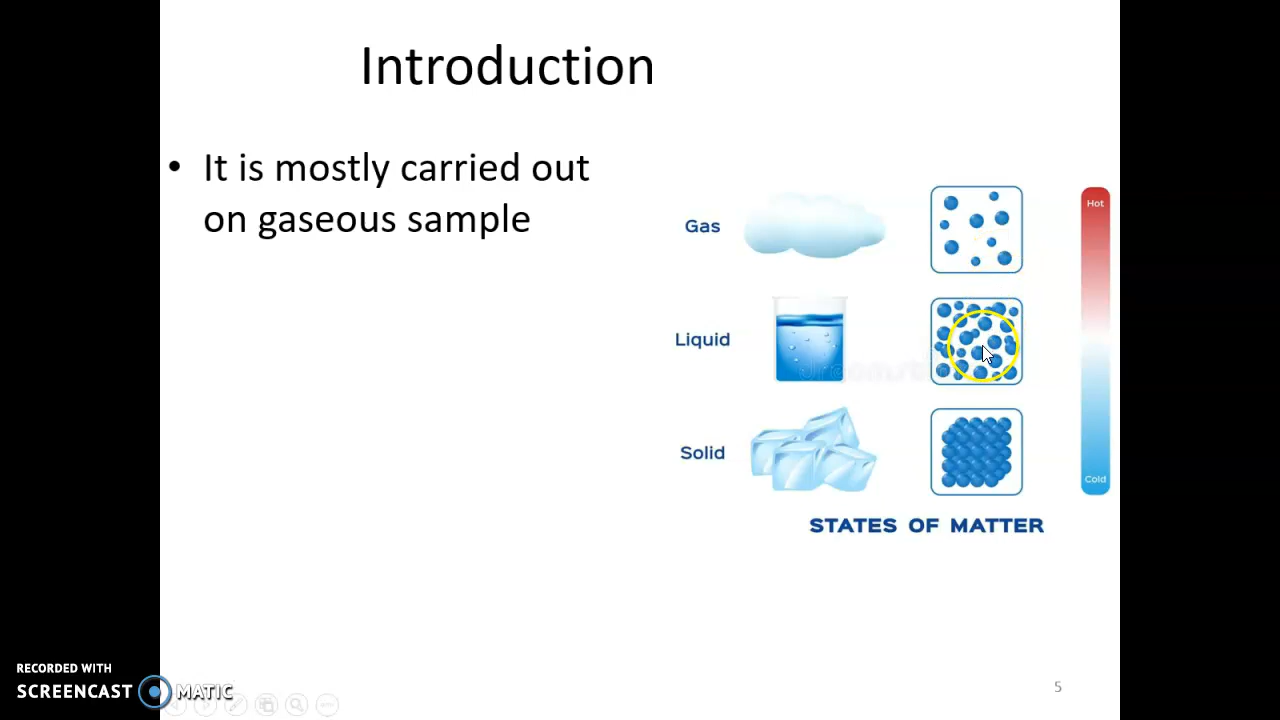 Introduction
• It is mostly carried out
on gaseous sample
Gas
Hot
Liquid
Solid
Cold
STATES OF MATTER
RECORDED WITH
SCREENCAST MATIC
5